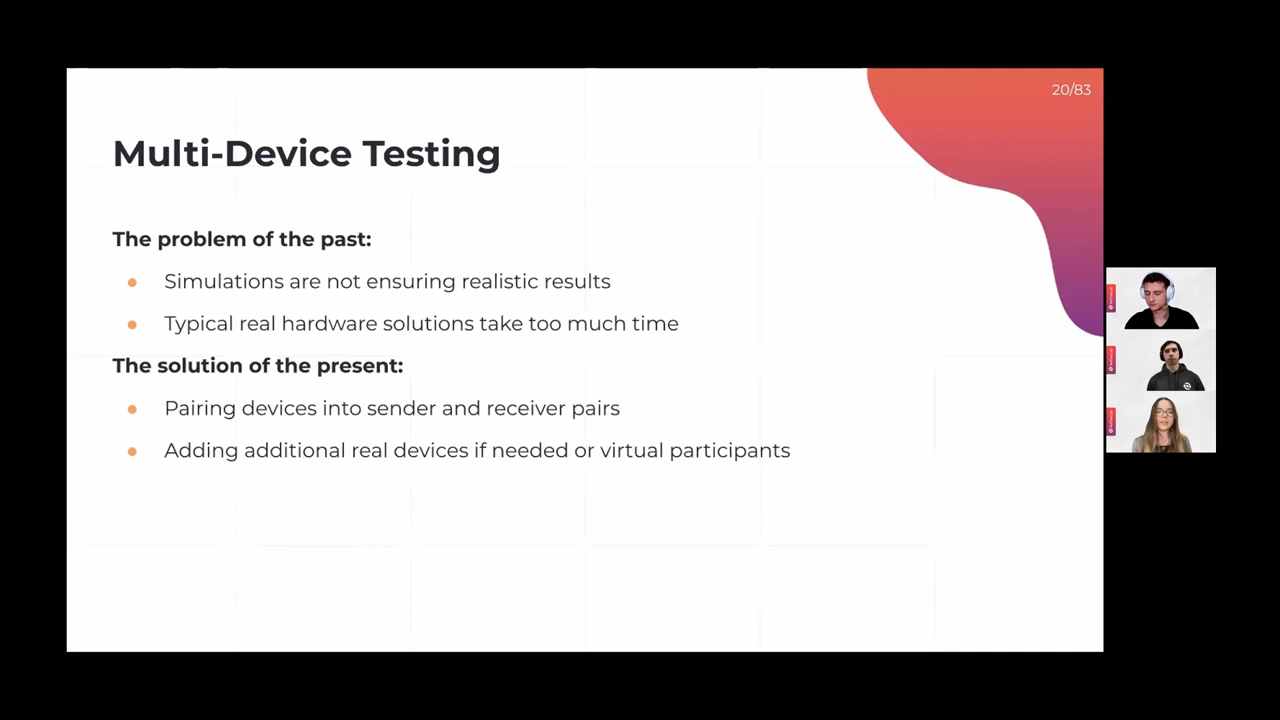 20/83
Multi-Device Testing
The problem of the past:
Simulations are not ensuring realistic results
Typical real hardware solutions take too much time
The solution of the present:
Pairing devices into sender and receiver pairs
Adding additional real devices if needed or virtual participants